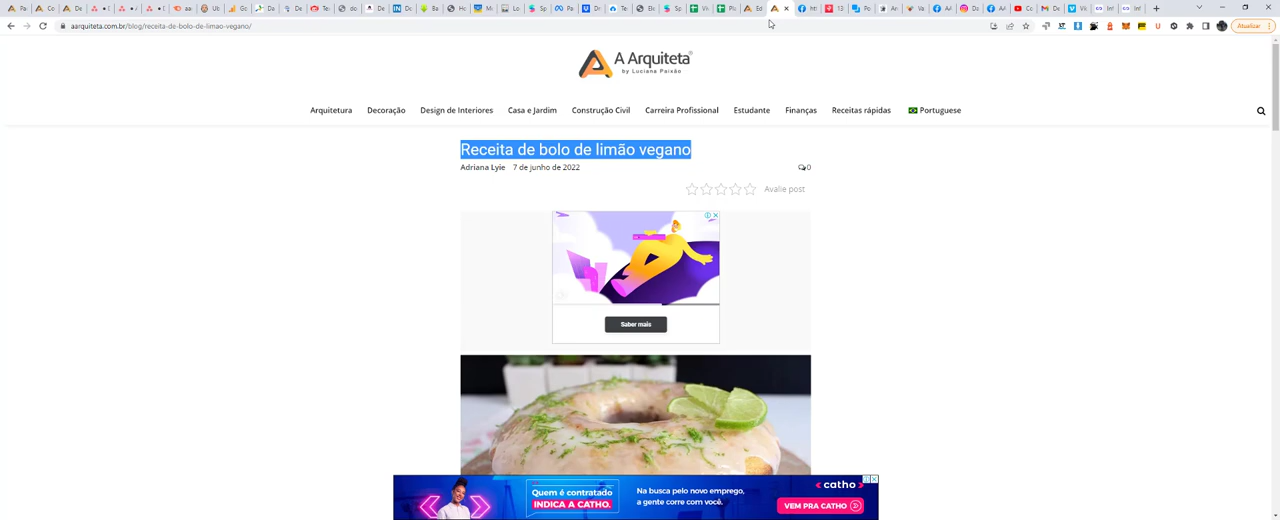 aarquiteta.com.br/blog/receita-de-bolo-de-limao-vegano/
Atualizar
A Arquiteta
by Luciana Paixão
Arquitetura Decoração Design de Interiores Casa e Jardim Construção Civil Carreira Profissional Estudante Finanças Receitas rápidas Portuguese
Receita de bolo de limão vegano
Adriana Lyie 7 de junho de 2022 0
Avalie post
Saber mais
Quem é contratado
INDICA A CATHO.
Na busca pelo novo emprego,
a gente corre com você.
catho
VEM PRA CATHO